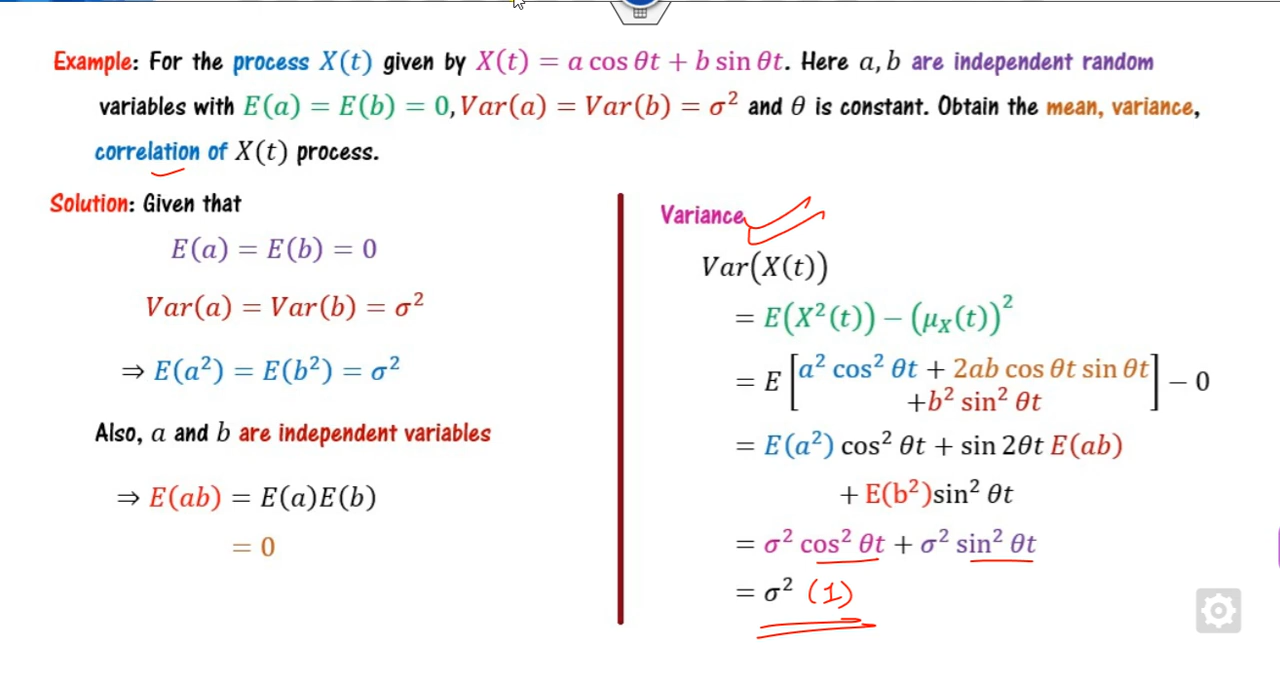 Example: For the process X(t) given by X(t) = a cos θt + b sin θt. Here a, b are independent random
variables with E(a) = E(b) = 0, Var(a) = Var(b) = σ² and θ is constant. Obtain the mean, variance,
correlation of X(t) process.
Solution: Given that
E(a) = E(b) = 0
Var(a) = Var(b) = σ²
⇒ E(a²) = E(b²) = σ²
Also, a and b are independent variables
⇒ E(ab) = E(a)E(b)
= 0
Variance
Var(X(t))
= E(X²(t)) − (μ_X(t))²
= E [a² cos² θt + 2ab cos θt sin θt
+b² sin² θt] − 0
= E(a²) cos² θt + sin 2θt E(ab)
+ E(b²)sin² θt
= σ² cos² θt + σ² sin² θt
= σ² (1)